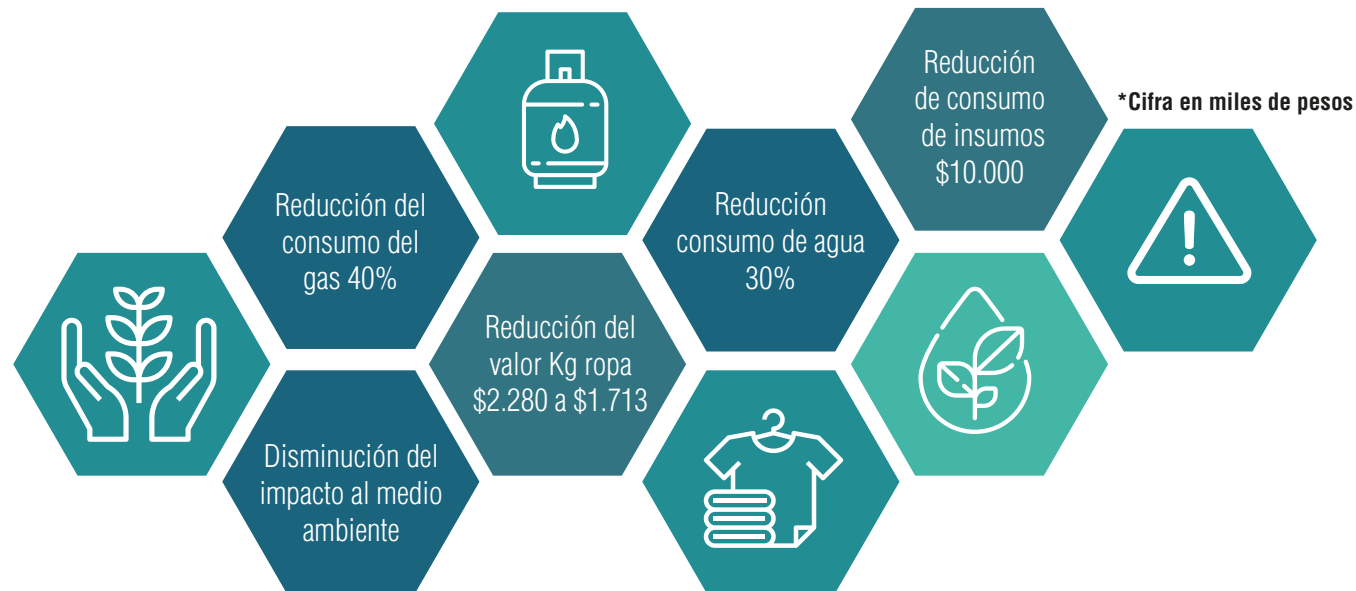 Reducción
de consumo
de insumos
$10.000
*Cifra en miles de pesos
Reducción del
consumo del
gas 40%
Reducción
consumo de agua
30%
Reducción del
valor Kg ropa
$2.280 a $1.713
Disminución del
impacto al medio
ambiente